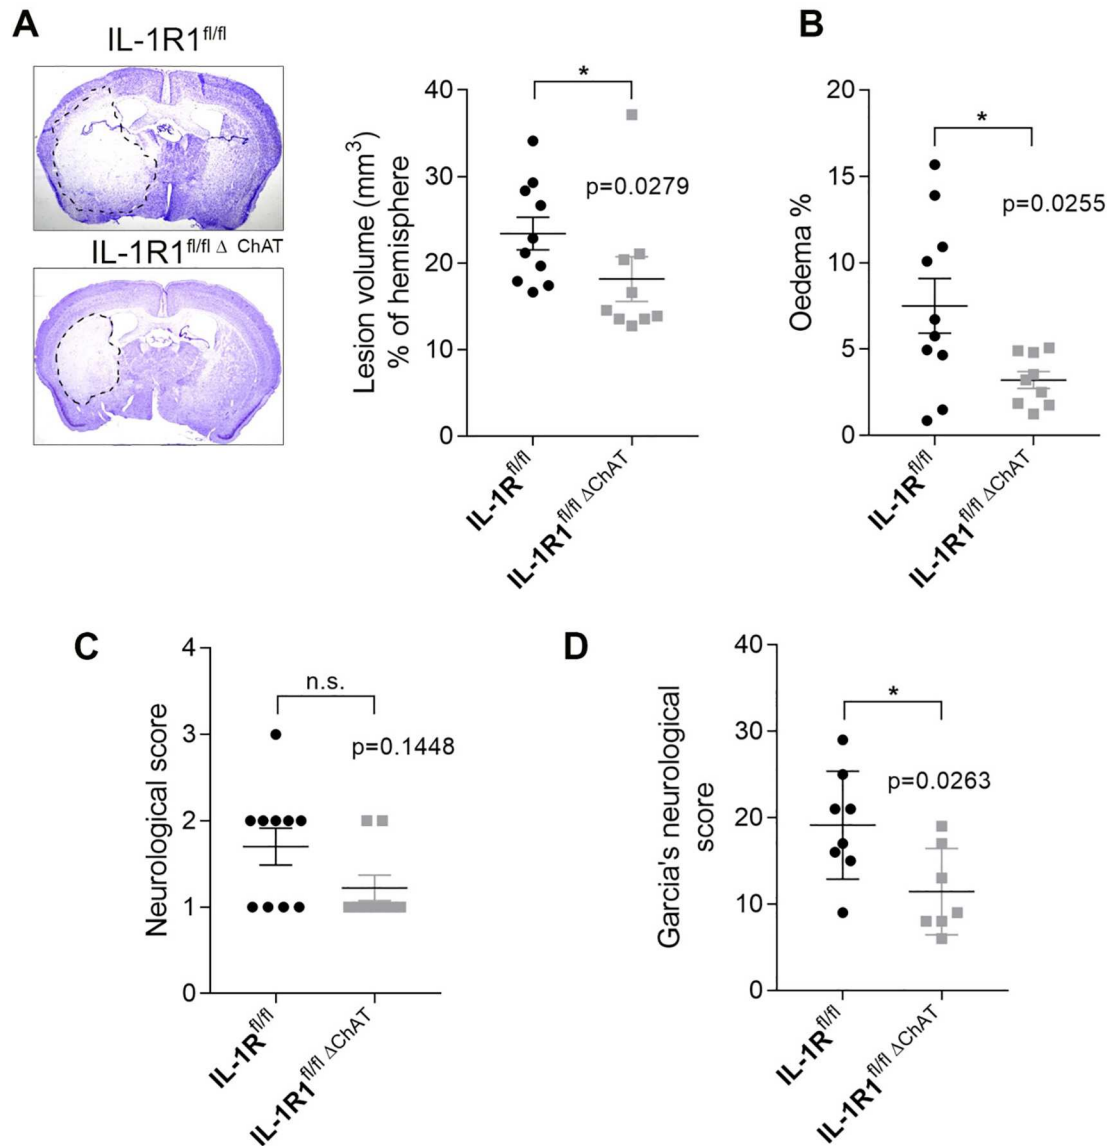 A
IL-1R1fl/fl
IL-1R1fl/fl Δ ChAT
Lesion volume (mm3)
% of hemisphere
40
30
20
10
0
*
p=0.0279
IL-1Rfl/fl
IL-1R1fl/fl ΔChAT
B
Oedema %
20
15
10
5
0
*
p=0.0255
IL-1Rfl/fl
IL-1R1fl/fl ΔChAT
C
Neurological score
4
3
2
1
0
n.s.
p=0.1448
IL-1Rfl/fl
IL-1R1fl/fl ΔChAT
D
Garcia's neurological
score
40
30
20
10
0
*
p=0.0263
IL-1Rfl/fl
IL-1R1fl/fl ΔChAT